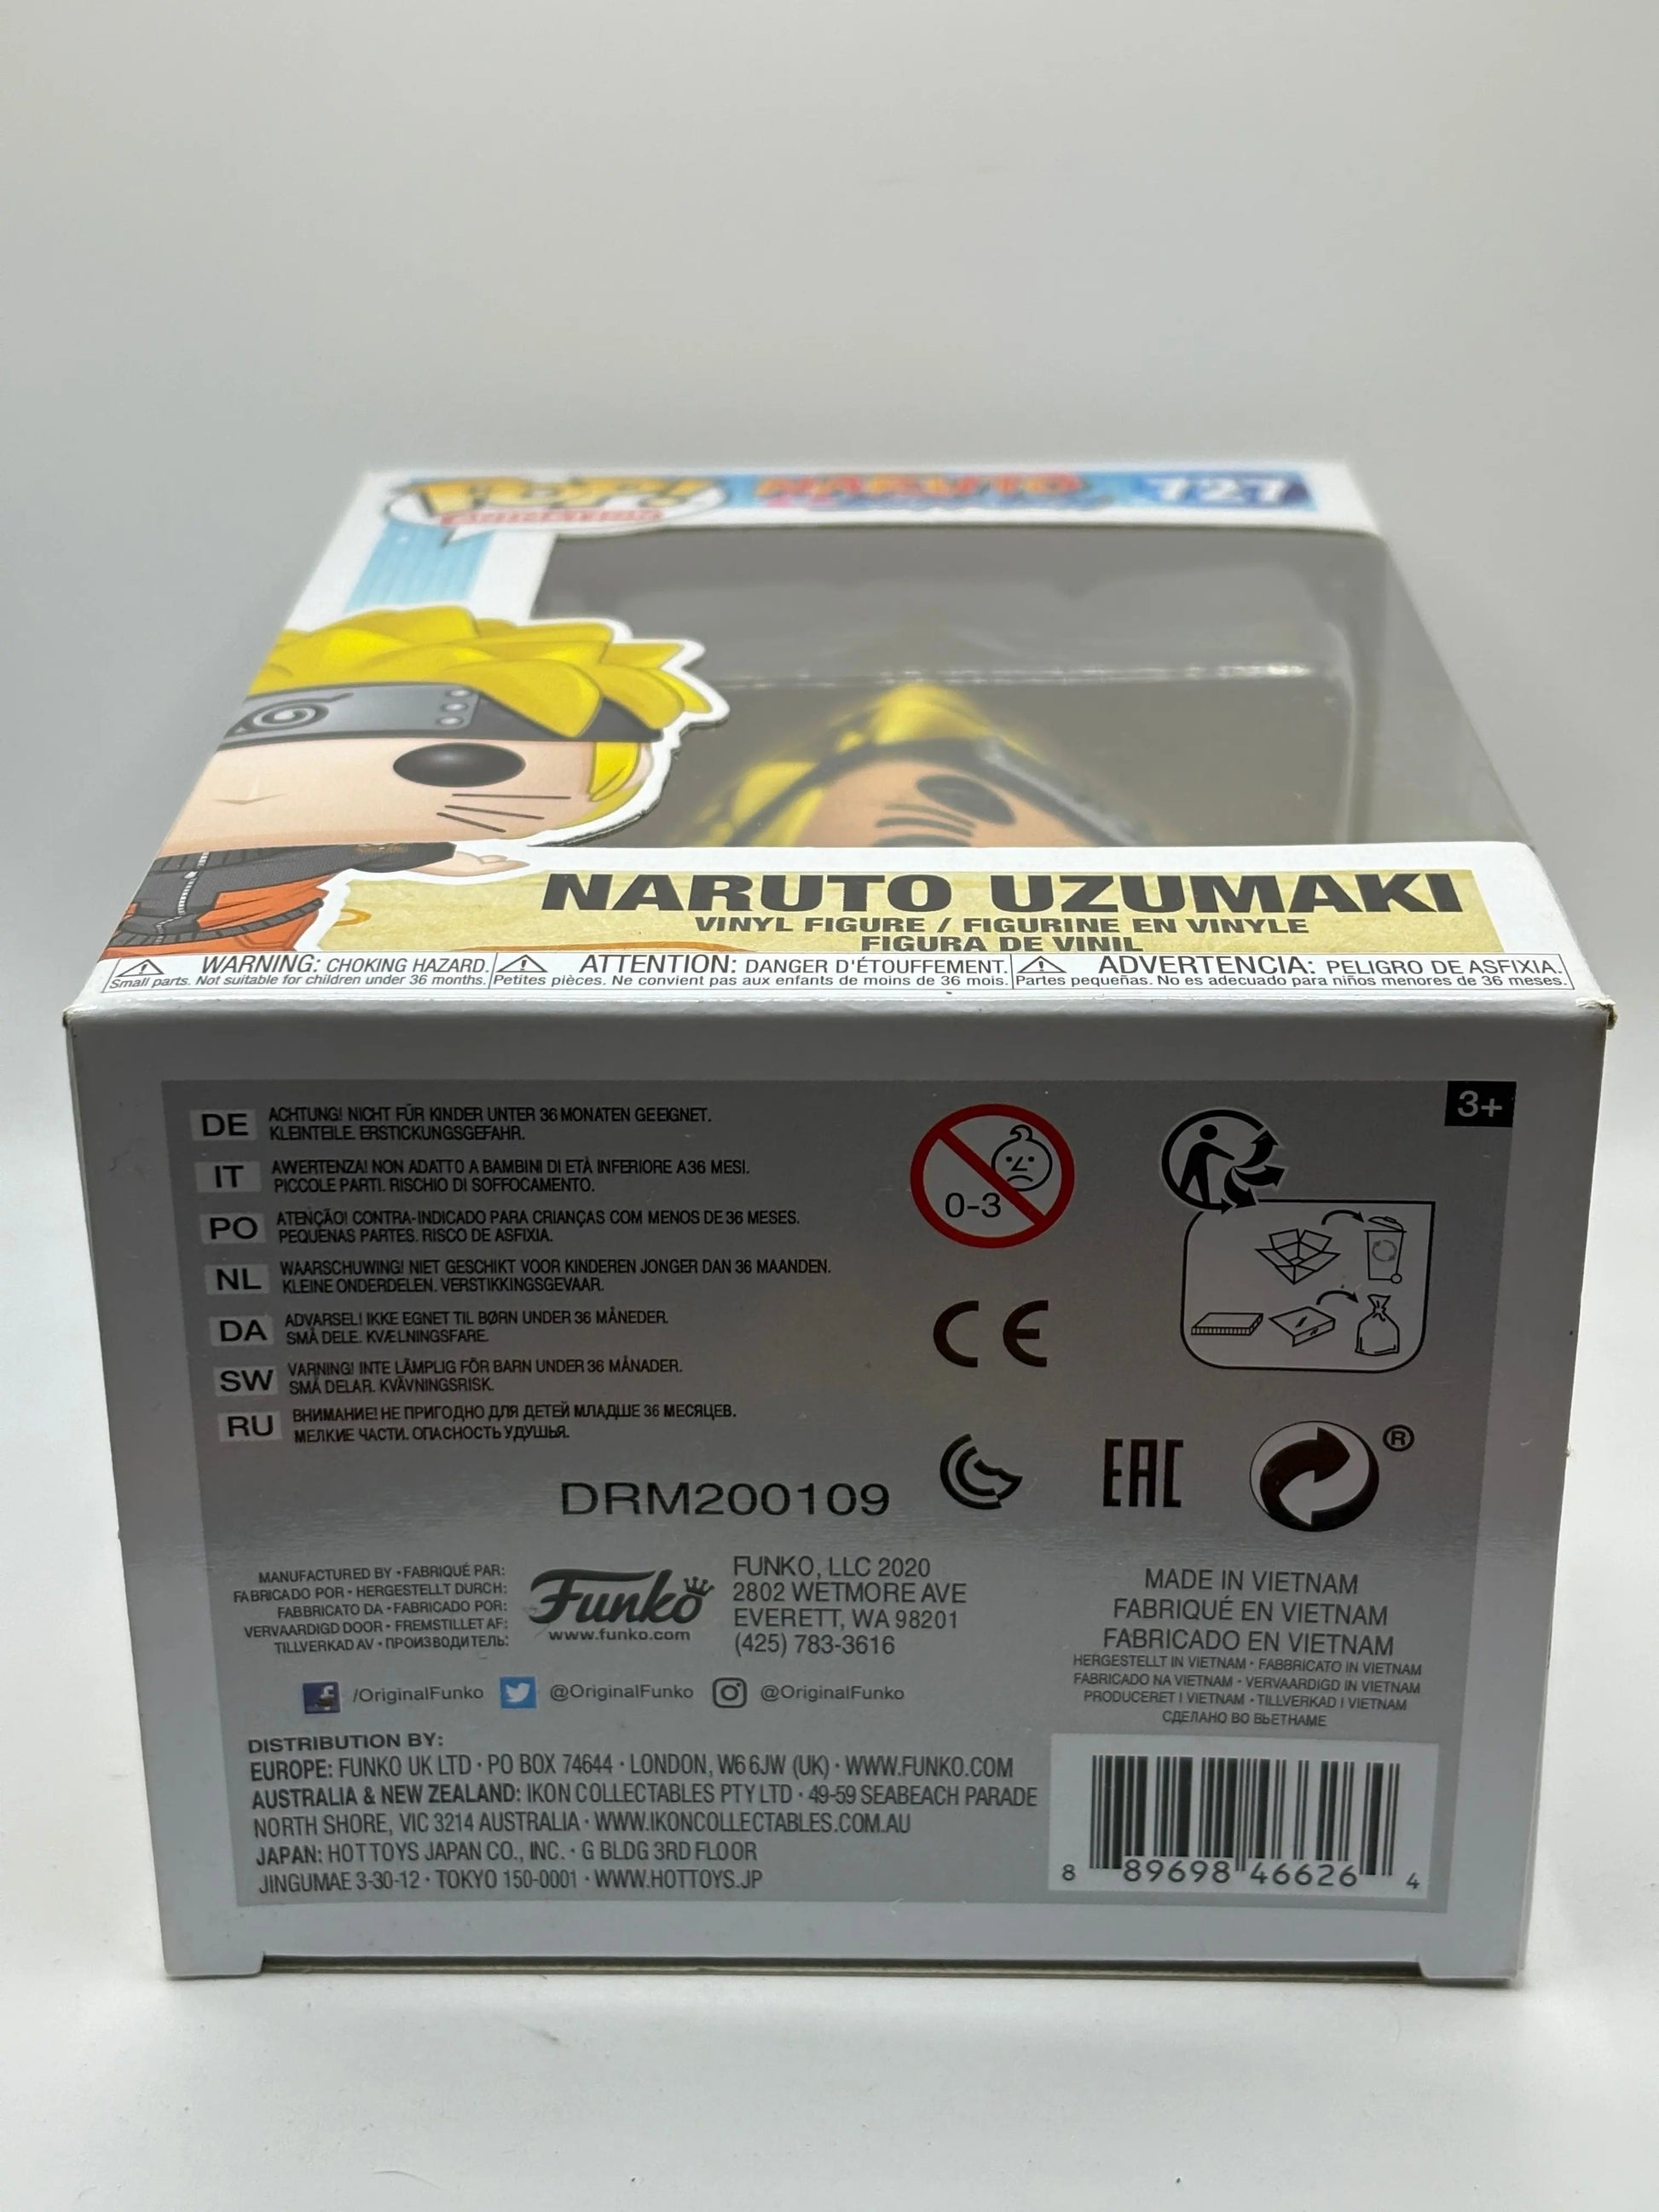 POP!
ANIMATION
NARUTO
Shippuden
727
NARUTO UZUMAKI
VINYL FIGURE / FIGURINE EN VINYLE
FIGURA DE VINIL
WARNING: CHOKING HAZARD.
Small parts. Not suitable for children under 36 months.
ATTENTION: DANGER D'ÉTOUFFEMENT.
Petites pièces. Ne convient pas aux enfants de moins de 36 mois.
ADVERTENCIA: PELIGRO DE ASFIXIA.
Partes pequeñas. No es adecuado para niños menores de 36 meses.
3+
DE ACHTUNG! NICHT FÜR KINDER UNTER 36 MONATEN GEEIGNET.
KLEINTEILE. ERSTICKUNGSGEFAHR.
IT AVVERTENZA! NON ADATTO A BAMBINI DI ETÀ INFERIORE A 36 MESI.
PICCOLE PARTI. RISCHIO DI SOFFOCAMENTO.
PO ATENÇÃO! CONTRA-INDICADO PARA CRIANÇAS COM MENOS DE 36 MESES.
PEQUENAS PARTES. RISCO DE ASFIXIA.
NL WAARSCHUWING! NIET GESCHIKT VOOR KINDEREN JONGER DAN 36 MAANDEN.
KLEINE ONDERDELEN. VERSTIKKINGSGEVAAR.
DA ADVARSEL! IKKE EGNET TIL BØRN UNDER 36 MÅNEDER.
SMÅ DELE. KVÆLNINGSFARE.
SW VARNING! INTE LÄMPLIG FÖR BARN UNDER 36 MÅNADER.
SMÅ DELAR. KVÄVNINGSRISK.
RU ВНИМАНИЕ! НЕ ПРИГОДНО ДЛЯ ДЕТЕЙ МЛАДШЕ 36 МЕСЯЦЕВ.
МЕЛКИЕ ЧАСТИ. ОПАСНОСТЬ УДУШЬЯ.
0-3
CE
EAC
®
DRM200109
MANUFACTURED BY • FABRIQUÉ PAR:
FABRICADO POR • HERGESTELLT DURCH:
FABBRICATO DA • FABRICADO POR:
VERVAARDIGD DOOR • FREMSTILLET AF:
TILLVERKAD AV • ПРОИЗВОДИТЕЛЬ:
Funko
www.funko.com
FUNKO, LLC 2020
2802 WETMORE AVE
EVERETT, WA 98201
(425) 783-3616
MADE IN VIETNAM
FABRIQUÉ EN VIETNAM
FABRICADO EN VIETNAM
HERGESTELLT IN VIETNAM • FABBRICATO IN VIETNAM
FABRICADO NA VIETNAM • VERVAARDIGD IN VIETNAM
PRODUCERET I VIETNAM • TILLVERKAD I VIETNAM
СДЕЛАНО ВО ВЬЕТНАМЕ
/OriginalFunko @OriginalFunko @OriginalFunko
DISTRIBUTION BY:
EUROPE: FUNKO UK LTD • PO BOX 74644 • LONDON, W6 6JW (UK) • WWW.FUNKO.COM
AUSTRALIA & NEW ZEALAND: IKON COLLECTABLES PTY LTD • 49-59 SEABEACH PARADE
NORTH SHORE, VIC 3214 AUSTRALIA • WWW.IKONCOLLECTABLES.COM.AU
JAPAN: HOT TOYS JAPAN CO., INC. • G BLDG 3RD FLOOR
JINGUMAE 3-30-12 • TOKYO 150-0001 • WWW.HOTTOYS.JP
8 89698 46626 4